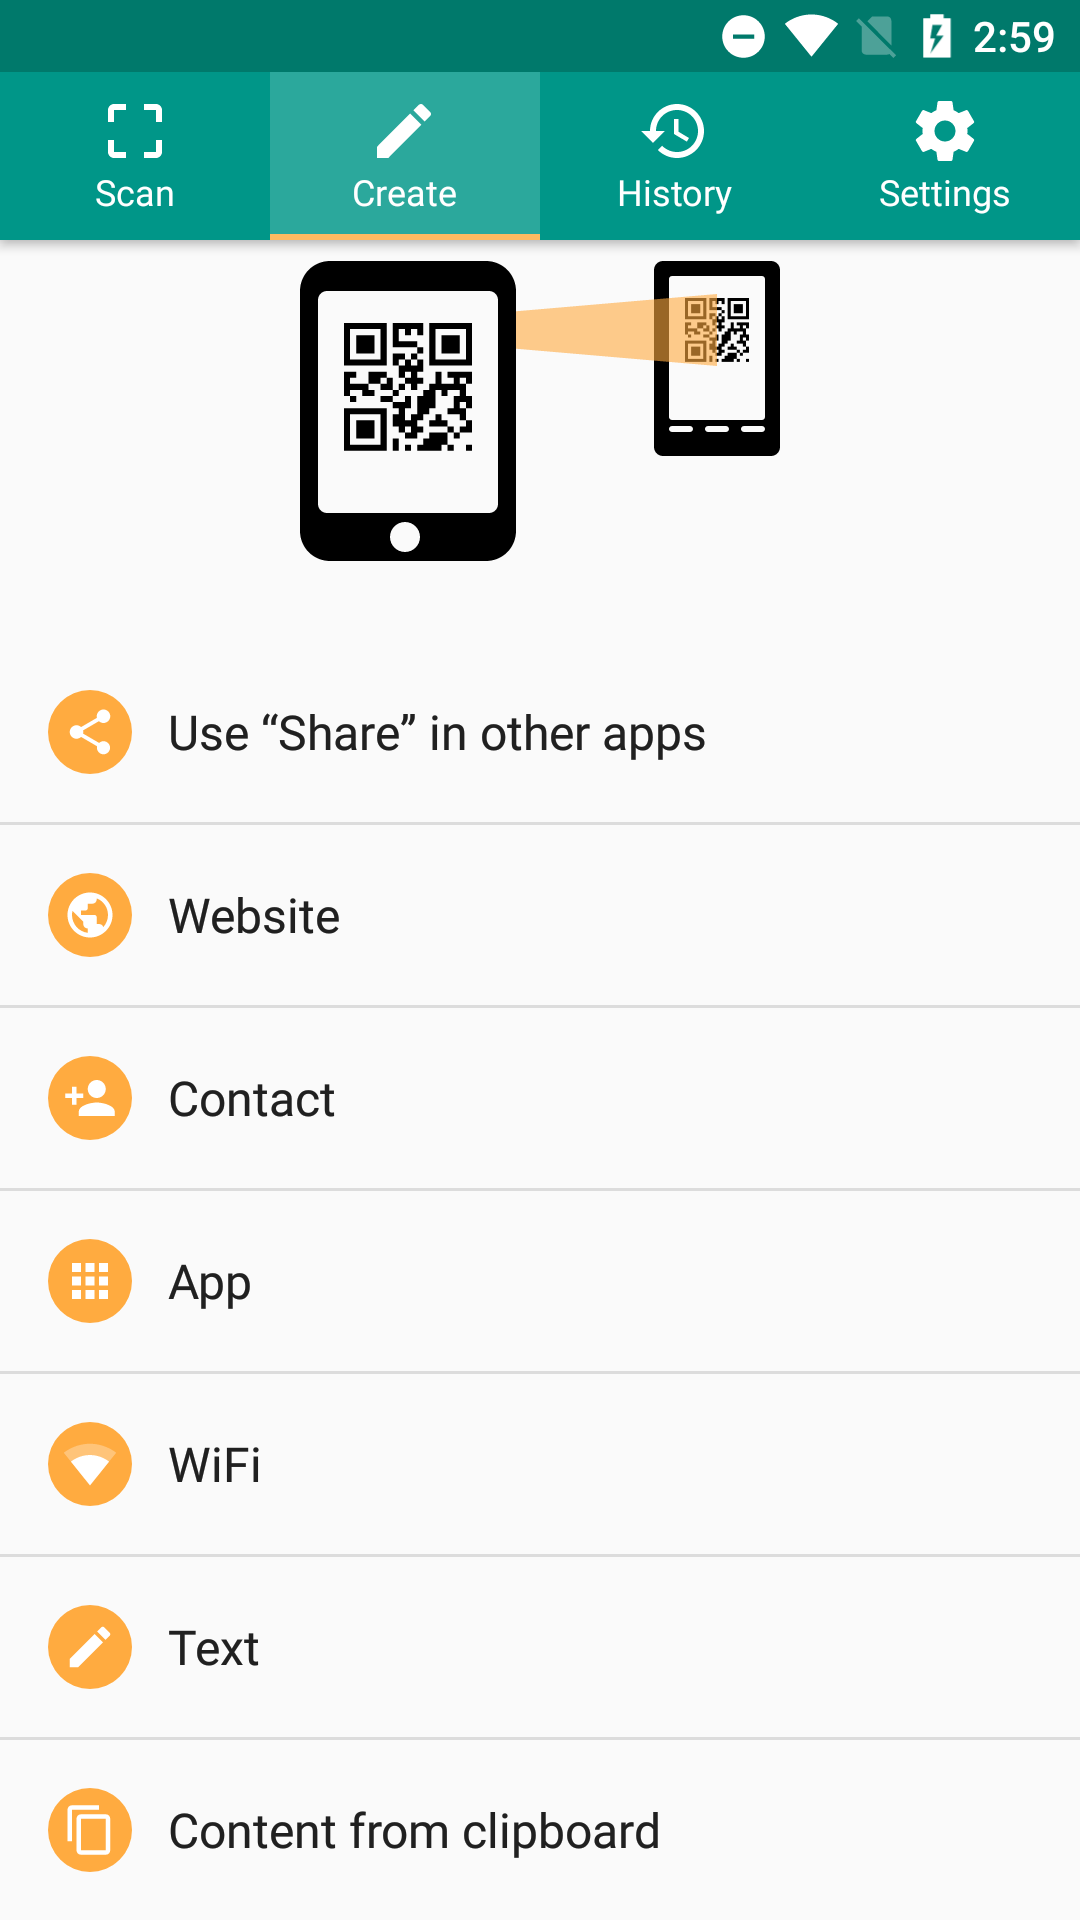 2:59
Scan
Create
History
Settings
Use “Share” in other apps
Website
Contact
App
WiFi
Text
Content from clipboard